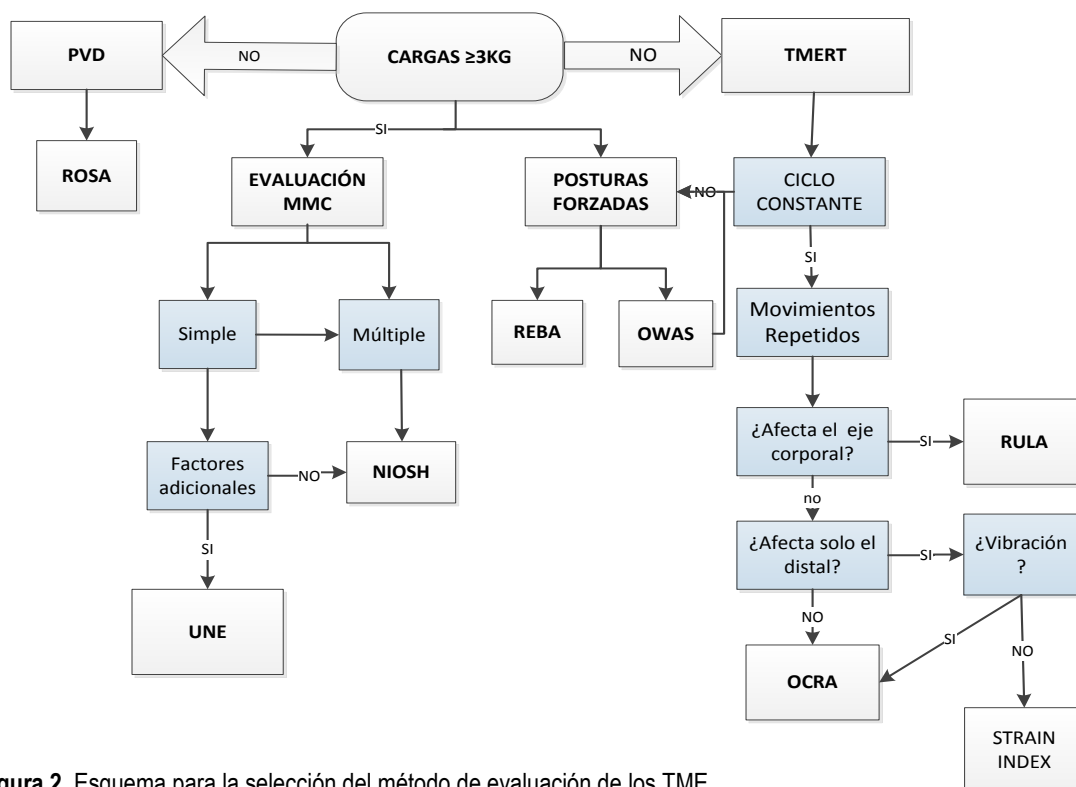 PVD
NO
CARGAS ≥3KG
NO
TMERT
SI
ROSA
EVALUACIÓN
MMC
POSTURAS
FORZADAS
NO
CICLO
CONSTANTE
SI
Simple
Múltiple
REBA
OWAS
Movimientos
Repetidos
¿Afecta el eje
corporal?
SI
RULA
Factores
adicionales
NO
NIOSH
no
SI
¿Afecta solo el
distal?
SI
¿Vibración
?
UNE
NO
SI
NO
OCRA
STRAIN
INDEX
gura 2. Esquema para la selección del método de evaluación de los TME